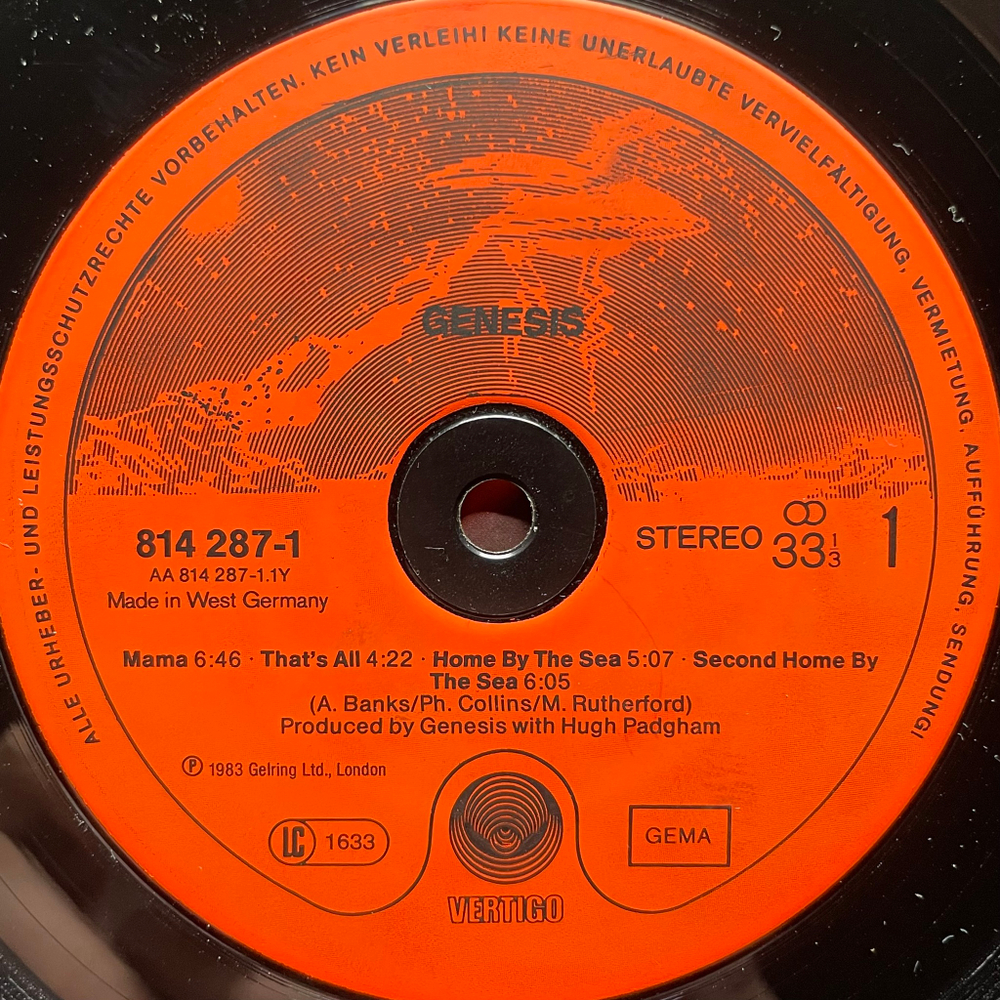 ALLE URHEBER- UND LEISTUNGSSCHUTZRECHTE VORBEHALTEN. KEIN VERLEIH! KEINE UNERLAUBTE VERVIELFÄLTIGUNG, VERMIETUNG, AUFFÜHRUNG, SENDUNG!
GENESIS
814 287-1
AA 814 287-1.1Y
Made in West Germany
STEREO 33 1/3 1
Mama 6:46 · That's All 4:22 · Home By The Sea 5:07 · Second Home By
The Sea 6:05
(A. Banks/Ph. Collins/M. Rutherford)
Produced by Genesis with Hugh Padgham
Ⓟ 1983 Gelring Ltd., London
LC 1633
GEMA
VERTIGO